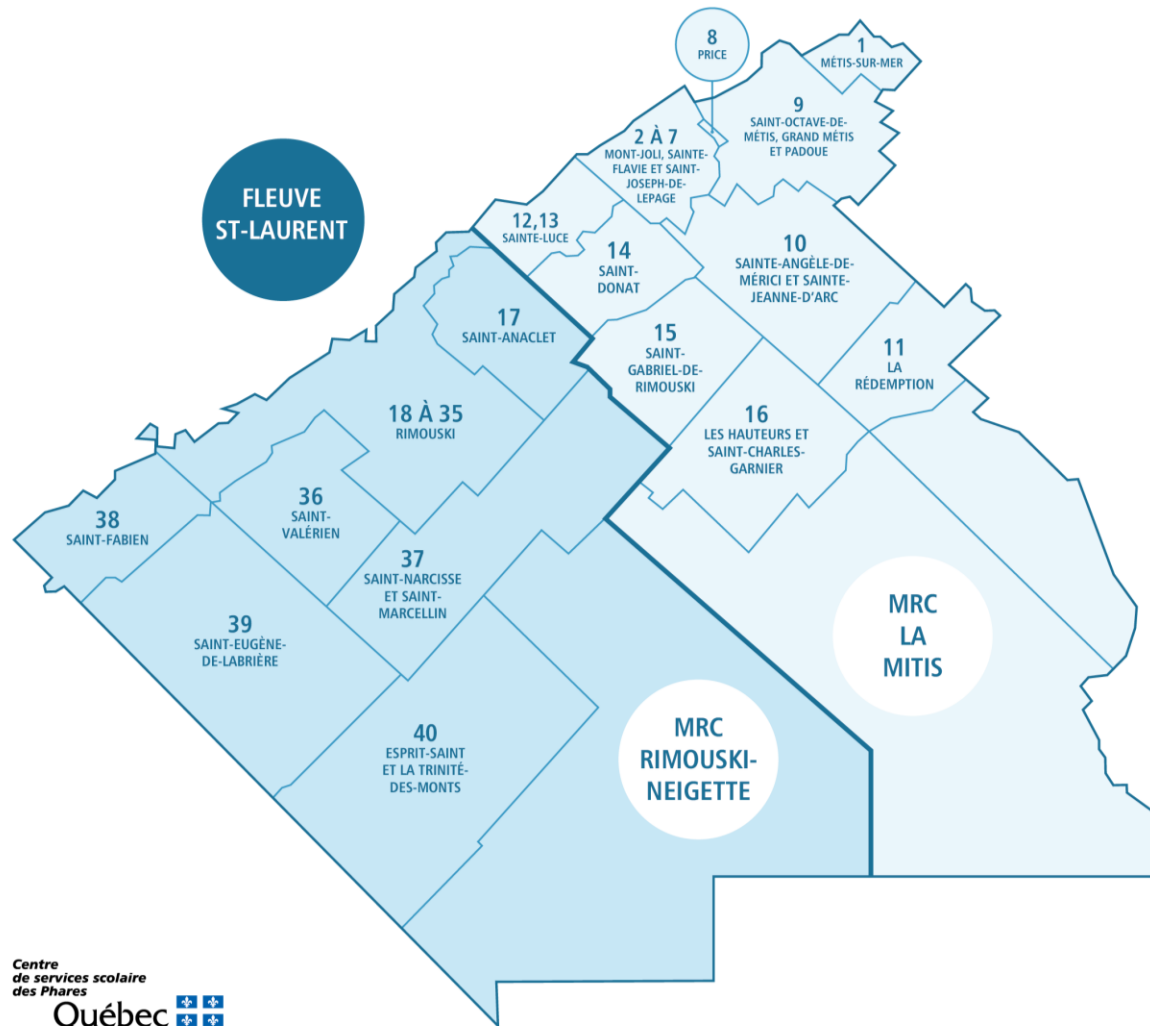 8
PRICE
1
MÉTIS-SUR-MER
9
SAINT-OCTAVE-DE-
MÉTIS, GRAND MÉTIS
ET PADOUE
2 À 7
MONT-JOLI, SAINTE-
FLAVIE ET SAINT-
JOSEPH-DE-
LEPAGE
FLEUVE
ST-LAURENT
12,13
SAINTE-LUCE
14
SAINT-
DONAT
10
SAINTE-ANGÈLE-DE-
MÉRICI ET SAINTE-
JEANNE-D'ARC
17
SAINT-ANACLET
15
SAINT-
GABRIEL-DE-
RIMOUSKI
11
LA
RÉDEMPTION
18 À 35
RIMOUSKI
16
LES HAUTEURS ET
SAINT-CHARLES-
GARNIER
36
SAINT-
VALÉRIEN
38
SAINT-FABIEN
37
SAINT-NARCISSE
ET SAINT-
MARCELLIN
39
SAINT-EUGÈNE-
DE-LABRIÈRE
MRC
LA
MITIS
40
ESPRIT-SAINT
ET LA TRINITÉ-
DES-MONTS
MRC
RIMOUSKI-
NEIGETTE
Centre
de services scolaire
des Phares
Québec